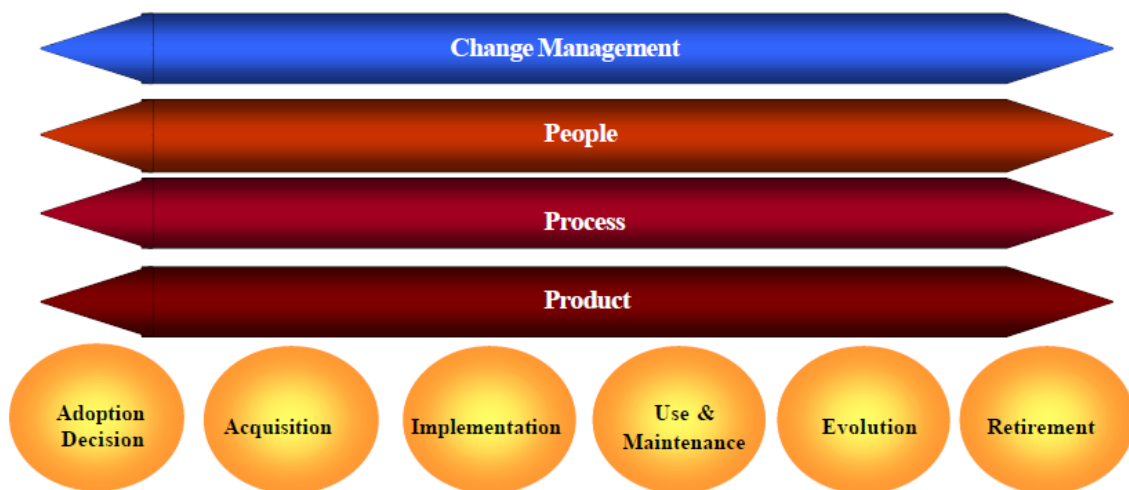 Change Management
People
Process
Product
Adoption
Decision
Acquisition
Implementation
Use &
Maintenance
Evolution
Retirement